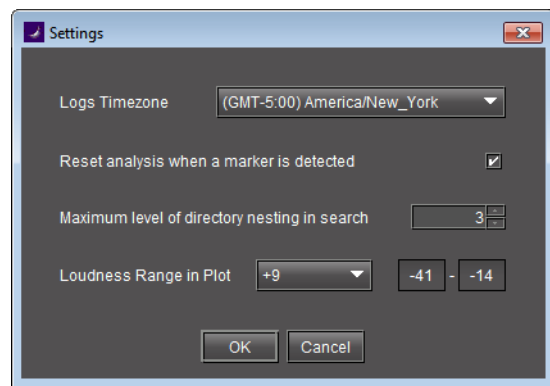 Settings
Logs Timezone (GMT-5:00) America/New_York
Reset analysis when a marker is detected
Maximum level of directory nesting in search 3
Loudness Range in Plot +9 -41 - -14
OK Cancel